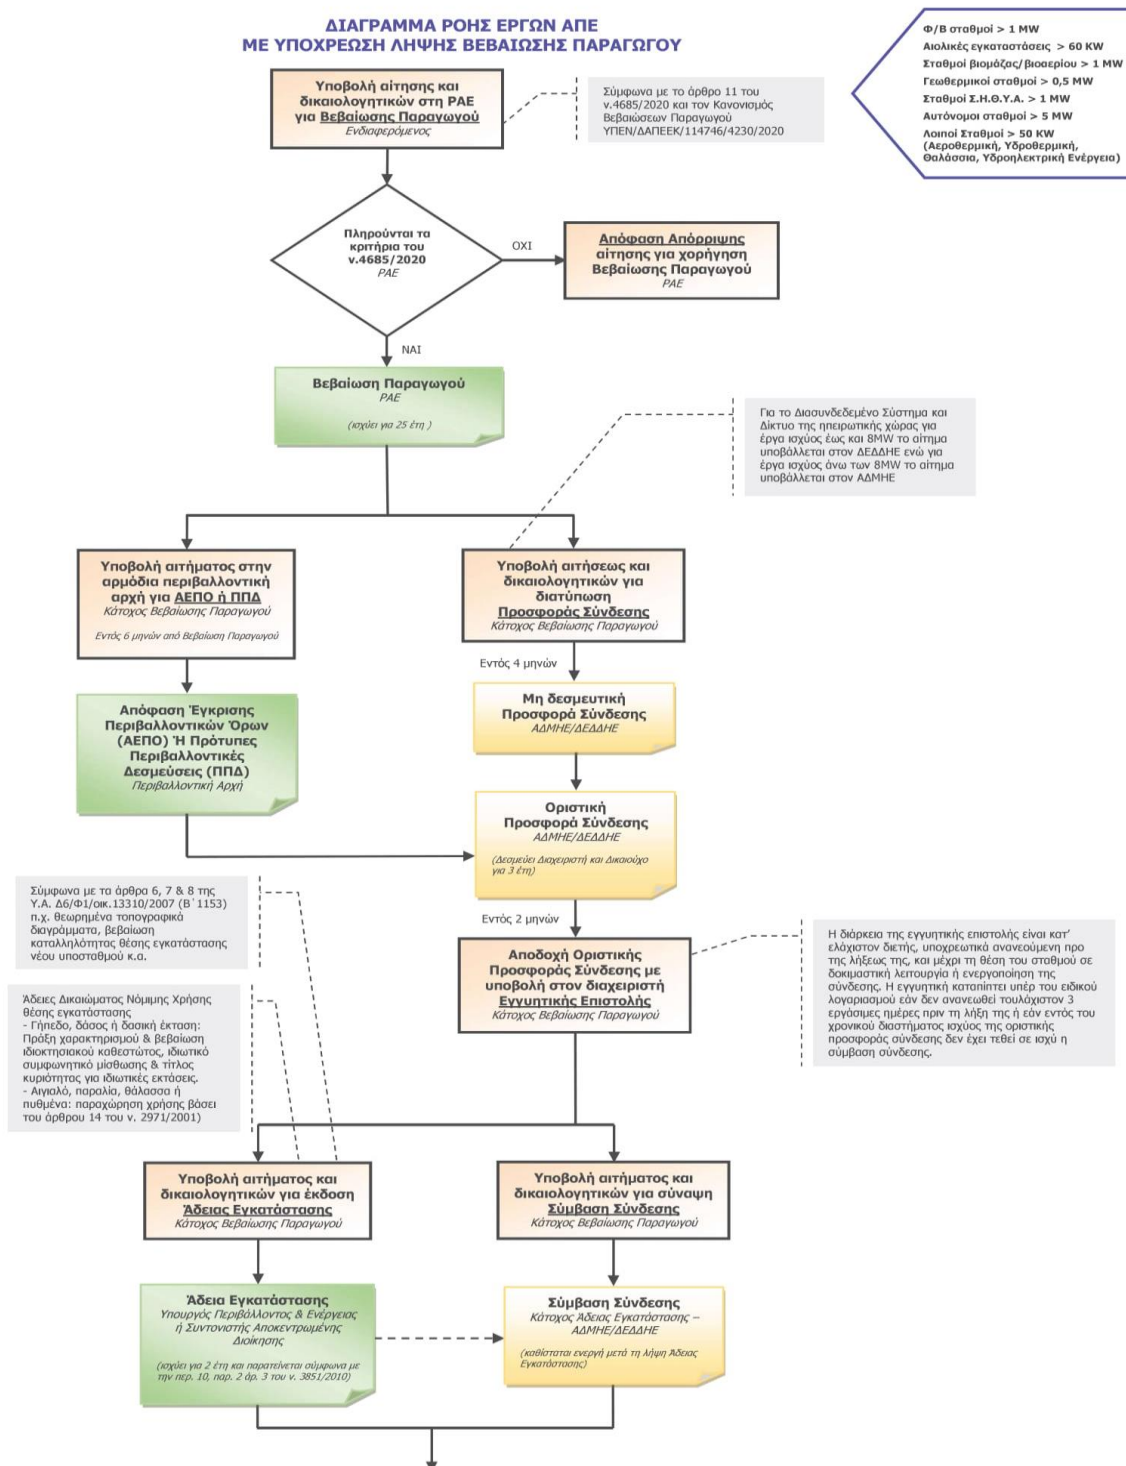 ΔΙΑΓΡΑΜΜΑ ΡΟΗΣ ΕΡΓΩΝ ΑΠΕ
ΜΕ ΥΠΟΧΡΕΩΣΗ ΛΗΨΗΣ ΒΕΒΑΙΩΣΗΣ ΠΑΡΑΓΩΓΟΥ
Φ/Β σταθμοί > 1 MW
Αιολικές εγκαταστάσεις > 60 KW
Σταθμοί βιομάζας/βιοαερίου > 1 MW
Γεωθερμικοί σταθμοί > 0,5 MW
Σταθμοί Σ.Η.Θ.Υ.Α. > 1 MW
Αυτόνομοι σταθμοί > 5 MW
Λοιποί Σταθμοί > 50 KW
(Αεροθερμική, Υδροθερμική,
Θαλάσσια, Υδροηλεκτρική Ενέργεια)
Υποβολή αίτησης και
δικαιολογητικών στη ΡΑΕ
για Βεβαίωσης Παραγωγού
Ενδιαφερόμενος
Σύμφωνα με το άρθρο 11 του
ν.4685/2020 και τον Κανονισμός
Βεβαιώσεων Παραγωγού
ΥΠΕΝ/ΔΑΠΕΕΚ/114746/4230/2020
Πληρούνται τα
κριτήρια του
ν.4685/2020
ΡΑΕ
ΟΧΙ
Απόφαση Απόρριψης
αίτησης για χορήγηση
Βεβαίωσης Παραγωγού
ΡΑΕ
ΝΑΙ
Βεβαίωση Παραγωγού
ΡΑΕ
(ισχύει για 25 έτη )
Για το Διασυνδεδεμένο Σύστημα και
Δίκτυο της ηπειρωτικής χώρας για
έργα ισχύος έως και 8MW το αίτημα
υποβάλλεται στον ΔΕΔΔΗΕ ενώ για
έργα ισχύος άνω των 8MW το αίτημα
υποβάλλεται στον ΑΔΜΗΕ
Υποβολή αιτήματος στην
αρμόδια περιβαλλοντική
αρχή για ΑΕΠΟ ή ΠΠΔ
Κάτοχος Βεβαίωσης Παραγωγού
Εντός 6 μηνών από Βεβαίωση Παραγωγού
Υποβολή αιτήσεως και
δικαιολογητικών για
διατύπωση
Προσφοράς Σύνδεσης
Κάτοχος Βεβαίωσης Παραγωγού
Εντός 4 μηνών
Απόφαση Έγκρισης
Περιβαλλοντικών Όρων
(ΑΕΠΟ) Ή Πρότυπες
Περιβαλλοντικές
Δεσμεύσεις (ΠΠΔ)
Περιβαλλοντική Αρχή
Μη δεσμευτική
Προσφορά Σύνδεσης
ΑΔΜΗΕ/ΔΕΔΔΗΕ
Οριστική
Προσφορά Σύνδεσης
ΑΔΜΗΕ/ΔΕΔΔΗΕ
(Δεσμεύει Διαχειριστή και Δικαιούχο
για 3 έτη)
Εντός 2 μηνών
Σύμφωνα με τα άρθρα 6, 7 & 8 της
Υ.Α. Δ6/Φ1/οικ.13310/2007 (Β΄1153)
π.χ. θεωρημένα τοπογραφικά
διαγράμματα, βεβαίωση
καταλληλότητας θέσης εγκατάστασης
νέου υποσταθμού κ.α.
Αποδοχή Οριστικής
Προσφοράς Σύνδεσης με
υποβολή στον διαχειριστή
Εγγυητικής Επιστολής
Κάτοχος Βεβαίωσης Παραγωγού
Η διάρκεια της εγγυητικής επιστολής είναι κατ’
ελάχιστον διετής, υποχρεωτικά ανανεούμενη προ
της λήξεως της, και μέχρι τη θέση του σταθμού σε
δοκιμαστική λειτουργία ή ενεργοποίηση της
σύνδεσης. Η εγγυητική καταπίπτει υπέρ του ειδικού
λογαριασμού εάν δεν ανανεωθεί τουλάχιστον 3
εργάσιμες ημέρες πριν τη λήξη της ή εάν εντός του
χρονικού διαστήματος ισχύος της οριστικής
προσφοράς σύνδεσης δεν έχει τεθεί σε ισχύ η
σύμβαση σύνδεσης.
Άδειες Δικαιώματος Νόμιμης Χρήσης
θέσης εγκατάστασης
- Γήπεδο, δάσος ή δασική έκταση:
Πράξη χαρακτηρισμού & βεβαίωση
ιδιοκτησιακού καθεστώτος, ιδιωτικό
συμφωνητικό μίσθωσης & τίτλος
κυριότητας για ιδιωτικές εκτάσεις.
- Αιγιαλό, παραλία, θάλασσα ή
πυθμένα: παραχώρηση χρήσης βάσει
του άρθρου 14 του ν. 2971/2001)
Υποβολή αιτήματος και
δικαιολογητικών για έκδοση
Άδειας Εγκατάστασης
Κάτοχος Βεβαίωσης Παραγωγού
Υποβολή αιτήματος και
δικαιολογητικών για σύναψη
Σύμβαση Σύνδεσης
Κάτοχος Βεβαίωσης Παραγωγού
Άδεια Εγκατάστασης
Υπουργός Περιβάλλοντος & Ενέργειας
ή Συντονιστής Αποκεντρωμένης
Διοίκησης
(ισχύει για 2 έτη και παρατείνεται σύμφωνα με
την περ. 10, παρ. 2 άρ. 3 του ν. 3851/2010)
Σύμβαση Σύνδεσης
Κάτοχος Άδειας Εγκατάστασης –
ΑΔΜΗΕ/ΔΕΔΔΗΕ
(καθίσταται ενεργή μετά τη λήψη Άδειας
Εγκατάστασης)